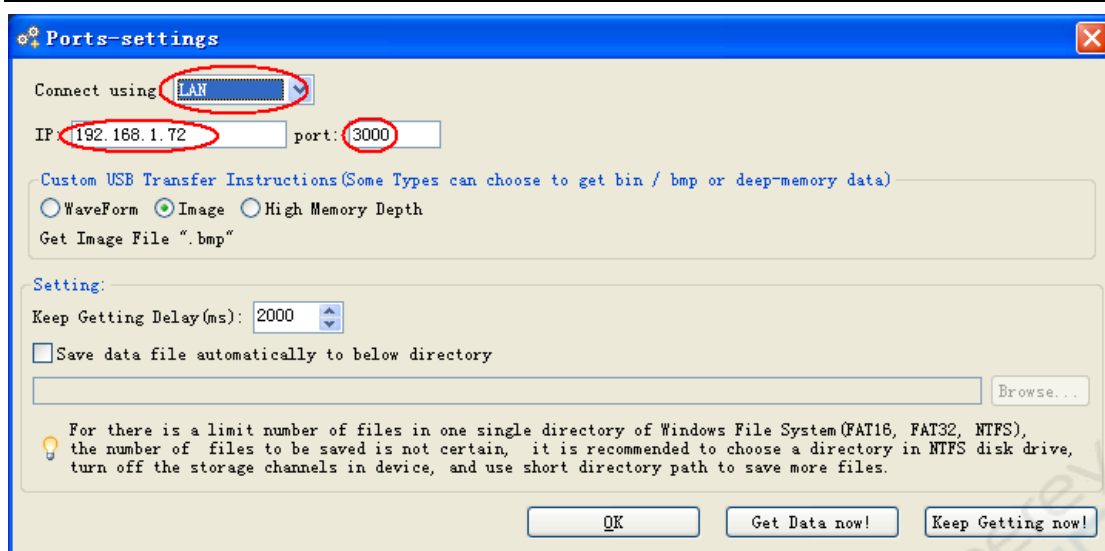 Ports-settings
Connect using LAN
IP: 192.168.1.72 port: 3000
Custom USB Transfer Instructions(Some Types can choose to get bin / bmp or deep-memory data)
WaveForm Image High Memory Depth
Get Image File ".bmp"
Setting:
Keep Getting Delay(ms): 2000
Save data file automatically to below directory
Browse...
For there is a limit number of files in one single directory of Windows File System(FAT16, FAT32, NTFS),
the number of files to be saved is not certain, it is recommended to choose a directory in NTFS disk drive,
turn off the storage channels in device, and use short directory path to save more files.
OK Get Data now! Keep Getting now!